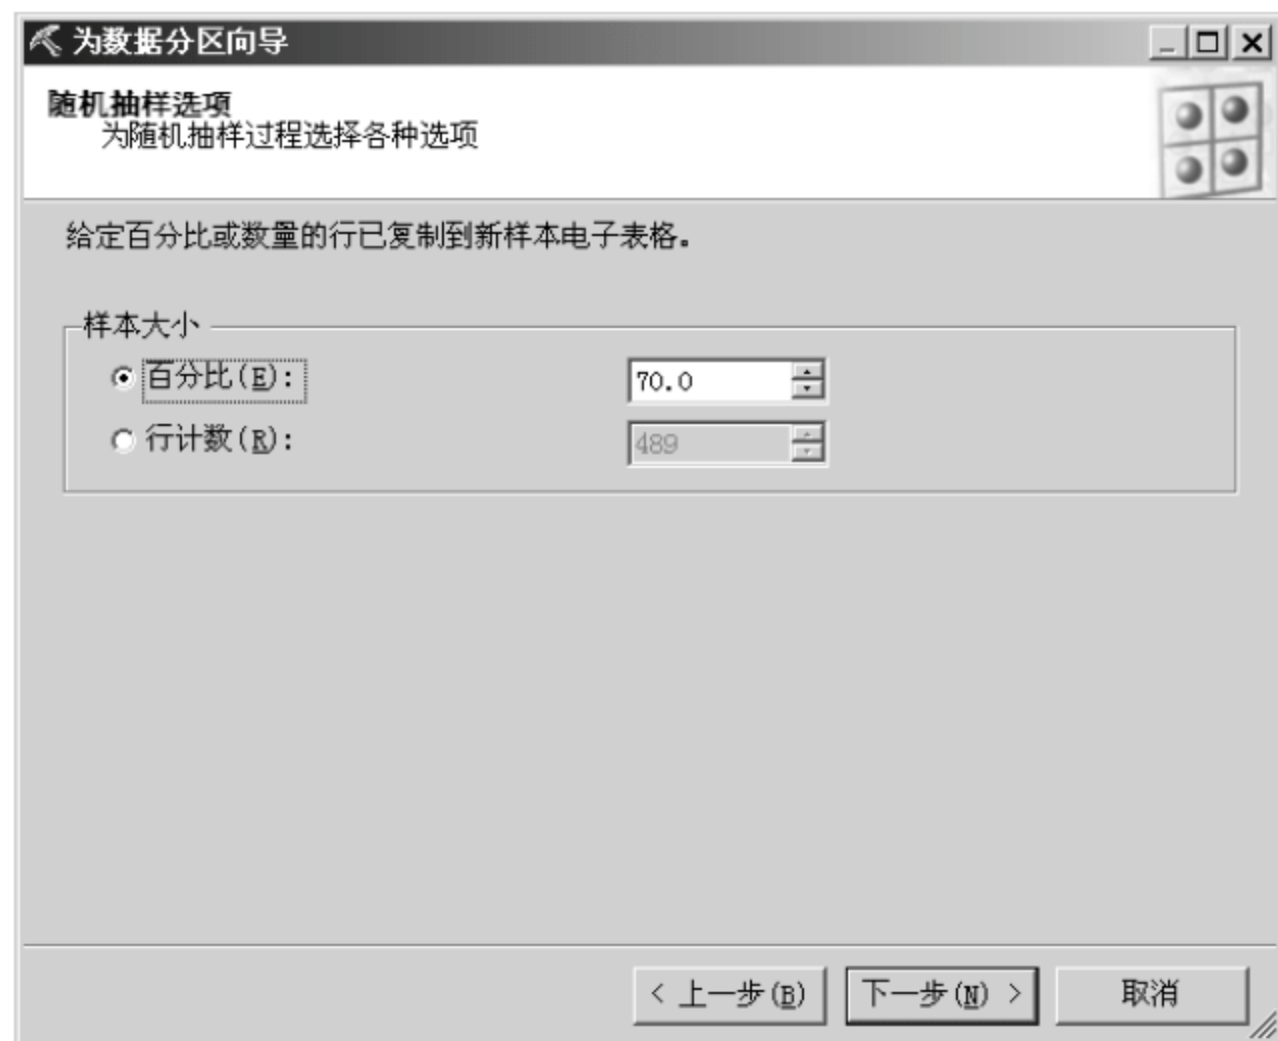 为数据分区向导
随机抽样选项
为随机抽样过程选择各种选项
给定百分比或数量的行已复制到新样本电子表格。
样本大小
百分比(E): 70.0
行计数(R): 489
< 上一步(B) 下一步(N) > 取消